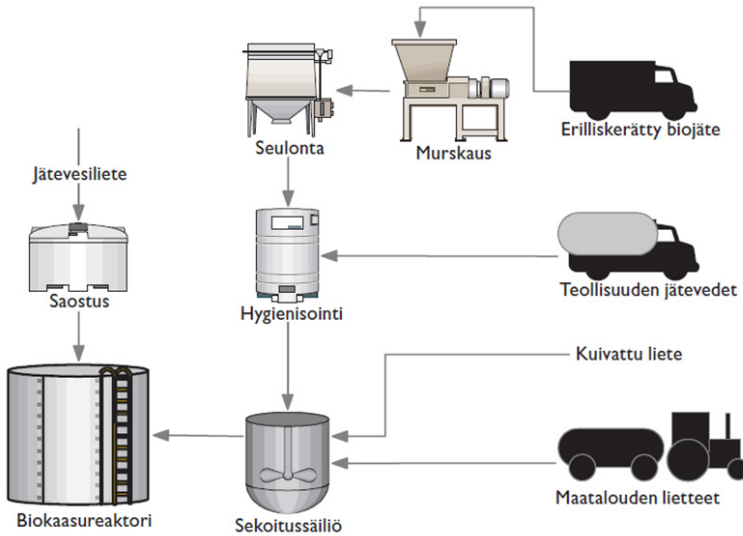 Seulonta
Murskaus
Erilliskerätty biojäte
Jätevesiliete
Saostus
Hygienisointi
Teollisuuden jätevedet
Kuivattu liete
Biokaasureaktori
Sekoitussäiliö
Maatalouden lietteet